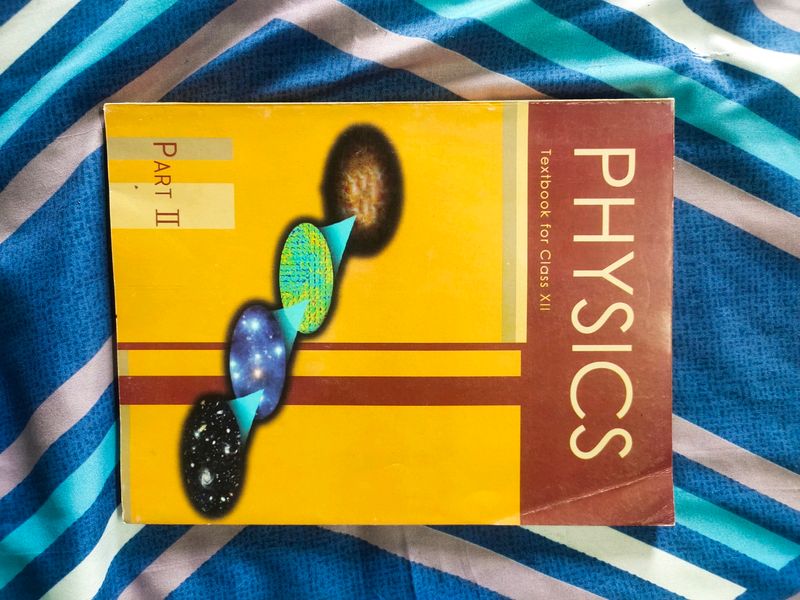 PHYSICS
Textbook for Class XII
PART II